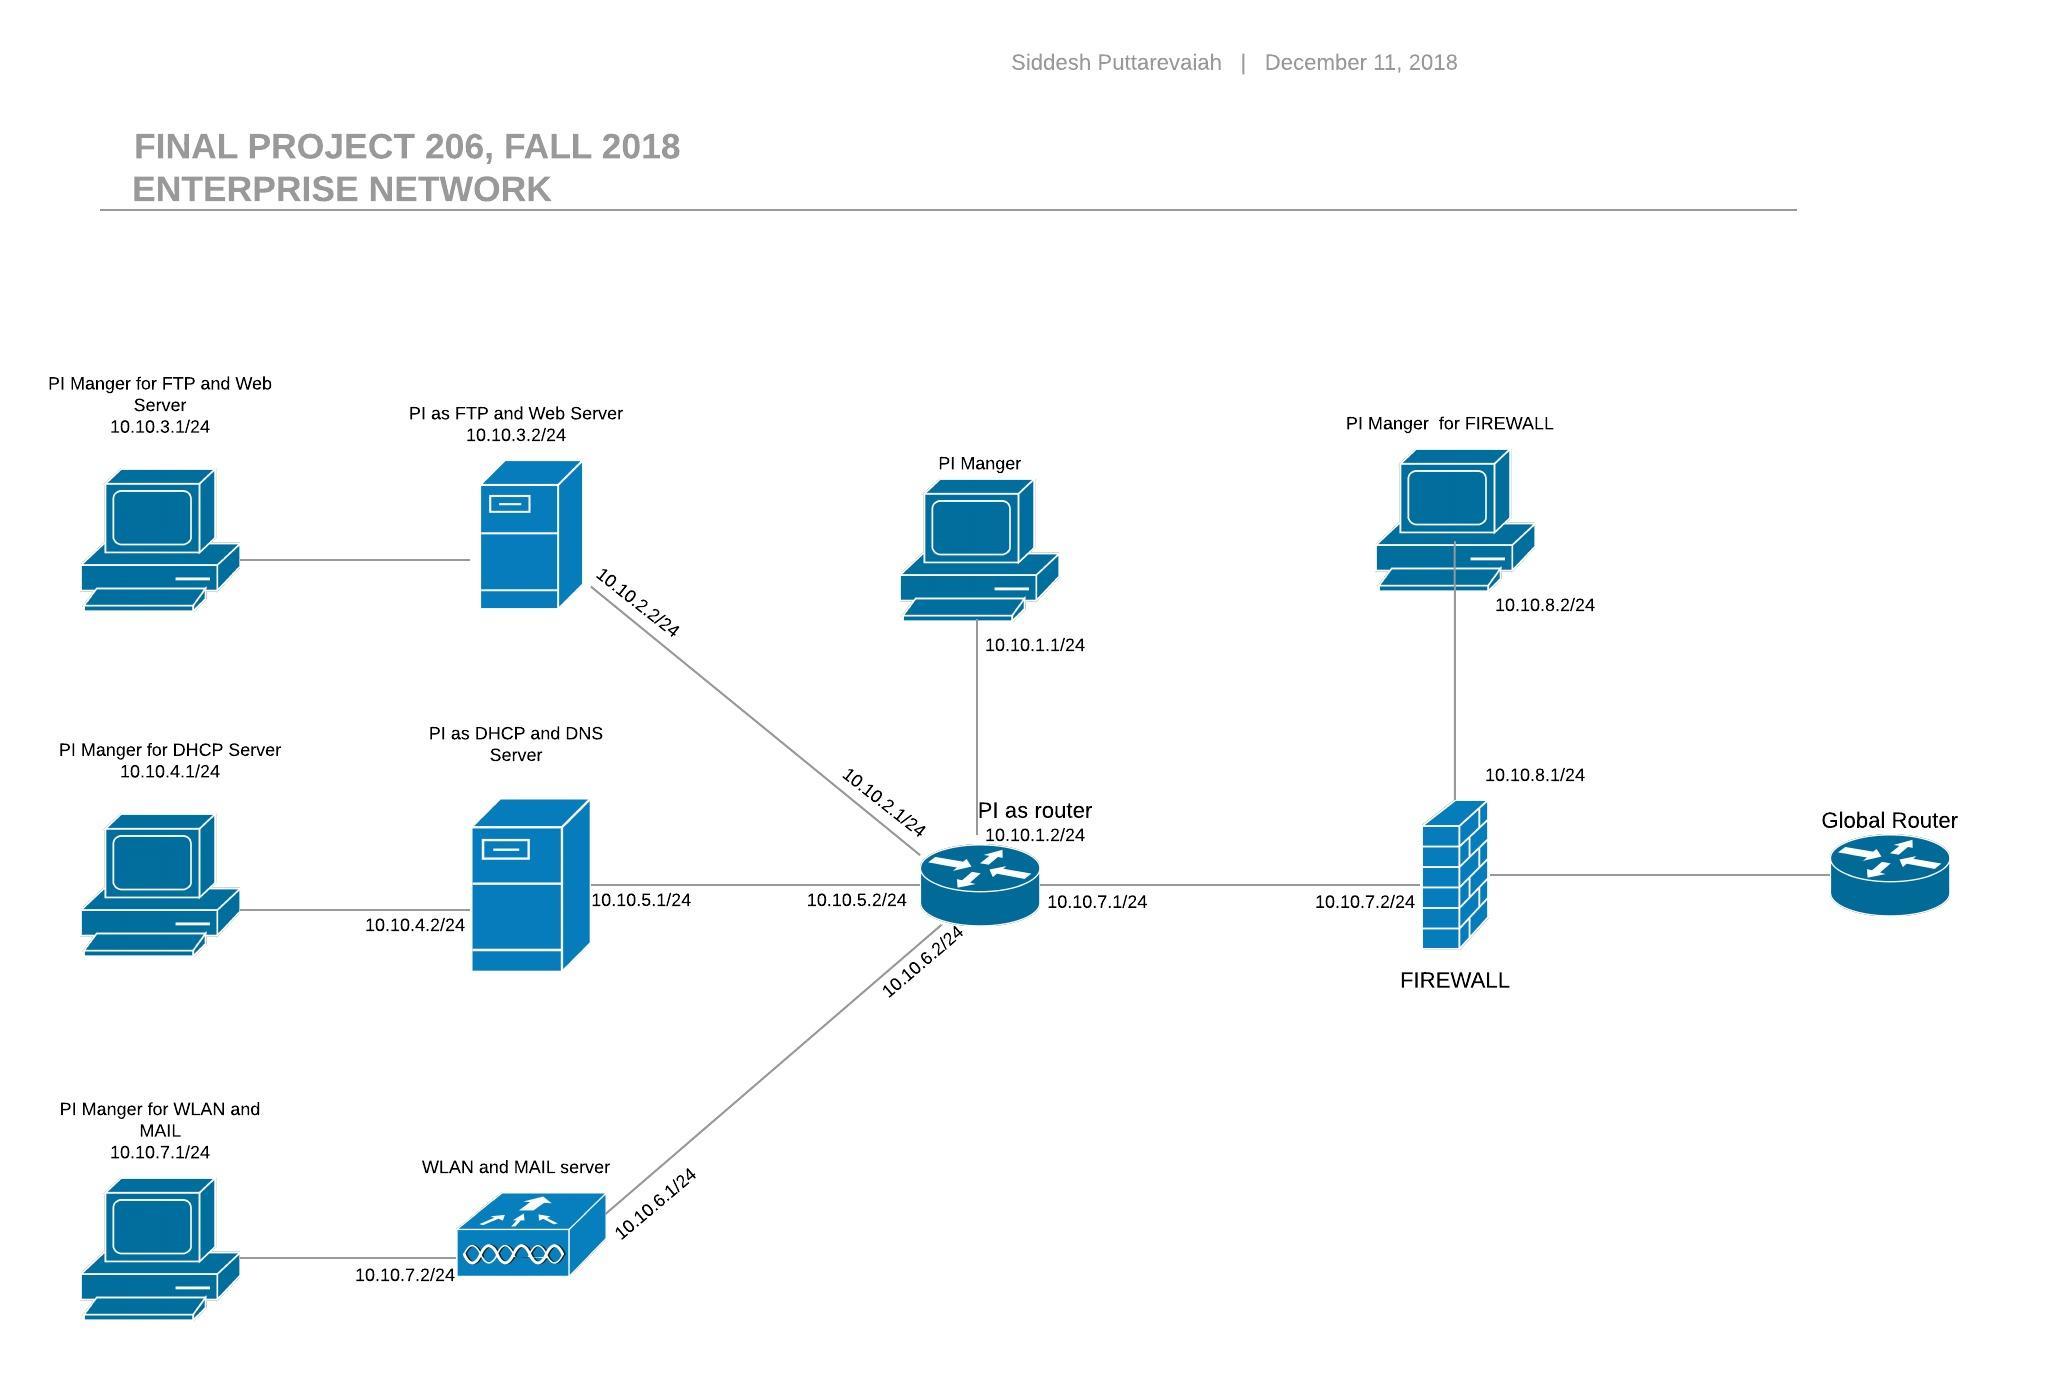 Siddesh Puttarevaiah | December 11, 2018
FINAL PROJECT 206, FALL 2018
ENTERPRISE NETWORK
PI Manger for FTP and Web
Server
10.10.3.1/24
PI as FTP and Web Server
10.10.3.2/24
PI Manger
PI Manger for FIREWALL
10.10.2.2/24
10.10.1.1/24
10.10.8.2/24
PI Manger for DHCP Server
10.10.4.1/24
PI as DHCP and DNS
Server
10.10.2.1/24
PI as router
10.10.1.2/24
10.10.8.1/24
Global Router
10.10.4.2/24
10.10.5.1/24
10.10.5.2/24
10.10.7.1/24
10.10.7.2/24
10.10.6.2/24
FIREWALL
PI Manger for WLAN and
MAIL
10.10.7.1/24
WLAN and MAIL server
10.10.6.1/24
10.10.7.2/24